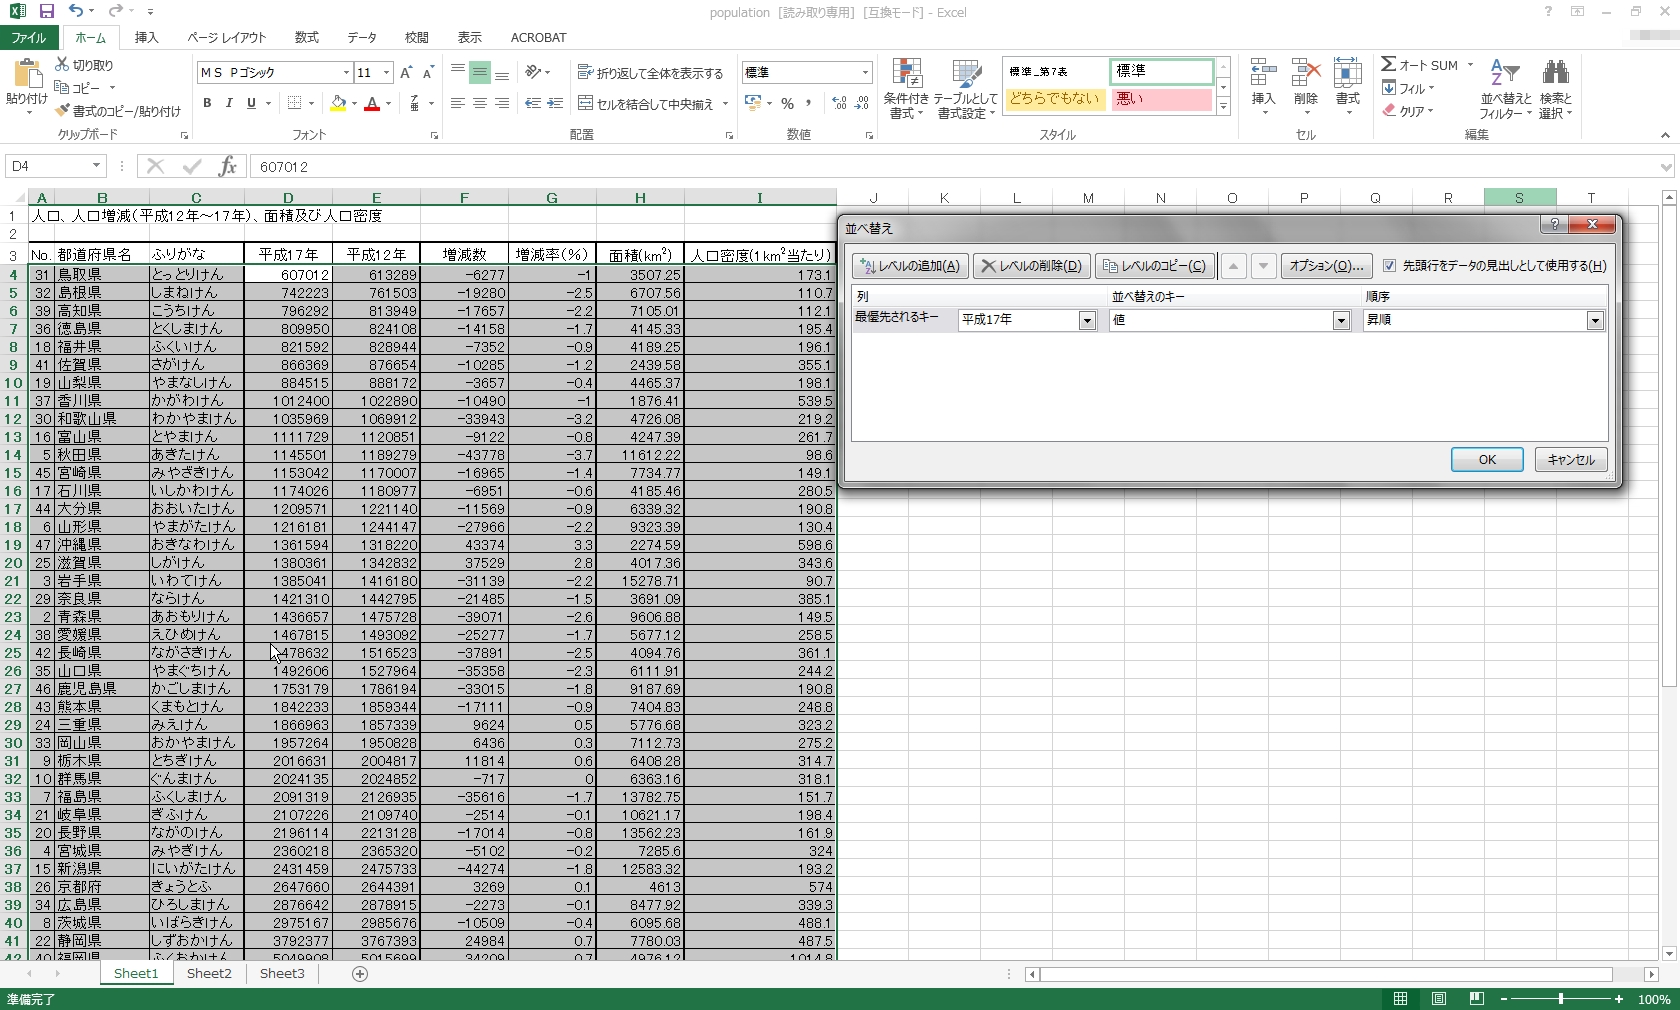 population [読み取り専用] [互換モード] - Excel
ファイル ホーム 挿入 ページ レイアウト 数式 データ 校閲 表示 ACROBAT
貼り付け 切り取り コピー 書式のコピー/貼り付け クリップボード
ＭＳ Ｐゴシック 11 B I U フォント
折り返して全体を表示する セルを結合して中央揃え 配置
標準 % , 数値
条件付き書式 テーブルとして書式設定 標準_第7表 標準 どちらでもない 悪い スタイル
挿入 削除 書式 セル
オート SUM フィル クリア 並べ替えとフィルター 検索と選択 編集
D4 fx 607012
A B C D E F G H I J K L M N O P Q R S T
1 人口、人口増減(平成12年～17年)、面積及び人口密度
2
3 No. 都道府県名 ふりがな 平成17年 平成12年 増減数 増減率(%) 面積(km²) 人口密度(1km²当たり)
4 31 鳥取県 とっとりけん 607012 613289 -6277 -1 3507.25 173.1
5 32 島根県 しまねけん 742223 761503 -19280 -2.5 6707.56 110.7
6 39 高知県 こうちけん 796292 813949 -17657 -2.2 7105.01 112.1
7 36 徳島県 とくしまけん 809950 824108 -14158 -1.7 4145.33 195.4
8 18 福井県 ふくいけん 821592 828944 -7352 -0.9 4189.25 196.1
9 41 佐賀県 さがけん 866369 876654 -10285 -1.2 2439.58 355.1
10 19 山梨県 やまなしけん 884515 888172 -3657 -0.4 4465.37 198.1
11 37 香川県 かがわけん 1012400 1022890 -10490 -1 1876.41 539.5
12 30 和歌山県 わかやまけん 1035969 1069912 -33943 -3.2 4726.08 219.2
13 16 富山県 とやまけん 1111729 1120851 -9122 -0.8 4247.39 261.7
14 5 秋田県 あきたけん 1145501 1189279 -43778 -3.7 11612.22 98.6
15 45 宮崎県 みやざきけん 1153042 1170007 -16965 -1.4 7734.77 149.1
16 17 石川県 いしかわけん 1174026 1180977 -6951 -0.6 4185.46 280.5
17 44 大分県 おおいたけん 1209571 1221140 -11569 -0.9 6339.32 190.8
18 6 山形県 やまがたけん 1216181 1244147 -27966 -2.2 9323.39 130.4
19 47 沖縄県 おきなわけん 1361594 1318220 43374 3.3 2274.59 598.6
20 25 滋賀県 しがけん 1380361 1342832 37529 2.8 4017.36 343.6
21 3 岩手県 いわてけん 1385041 1416180 -31139 -2.2 15278.71 90.7
22 29 奈良県 ならけん 1421310 1442795 -21485 -1.5 3691.09 385.1
23 2 青森県 あおもりけん 1436657 1475728 -39071 -2.6 9606.88 149.5
24 38 愛媛県 えひめけん 1467815 1493092 -25277 -1.7 5677.12 258.5
25 42 長崎県 ながさきけん 478632 1516523 -37891 -2.5 4094.76 361.1
26 35 山口県 やまぐちけん 1492606 1527964 -35358 -2.3 6111.91 244.2
27 46 鹿児島県 かごしまけん 1753179 1786194 -33015 -1.8 9187.69 190.8
28 43 熊本県 くまもとけん 1842233 1859344 -17111 -0.9 7404.83 248.8
29 24 三重県 みえけん 1866963 1857339 9624 0.5 5776.68 323.2
30 33 岡山県 おかやまけん 1957264 1950828 6436 0.3 7112.73 275.2
31 9 栃木県 とちぎけん 2016631 2004817 11814 0.6 6408.28 314.7
32 10 群馬県 ぐんまけん 2024135 2024852 -717 0 6363.16 318.1
33 7 福島県 ふくしまけん 2091319 2126935 -35616 -1.7 13782.75 151.7
34 21 岐阜県 ぎふけん 2107226 2109740 -2514 -0.1 10621.17 198.4
35 20 長野県 ながのけん 2196114 2213128 -17014 -0.8 13562.23 161.9
36 4 宮城県 みやぎけん 2360218 2365320 -5102 -0.2 7285.6 324
37 15 新潟県 にいがたけん 2431459 2475733 -44274 -1.8 12583.32 193.2
38 26 京都府 きょうとふ 2647660 2644391 3269 0.1 4613 574
39 34 広島県 ひろしまけん 2876642 2878915 -2273 -0.1 8477.92 339.3
40 8 茨城県 いばらぎけん 2975167 2985676 -10509 -0.4 6095.68 488.1
41 22 静岡県 しずおかけん 3792377 3767393 24984 0.7 7780.03 487.5
42 40 福岡県 ふくおかけん 5049908 5015699 34209 0.7 4976.12 1014.8
並べ替え
レベルの追加(A) レベルの削除(D) レベルのコピー(C) オプション(O)... 先頭行をデータの見出しとして使用する(H)
列 並べ替えのキー 順序
最優先されるキー 平成17年 値 昇順
OK キャンセル
Sheet1 Sheet2 Sheet3
準備完了 100%